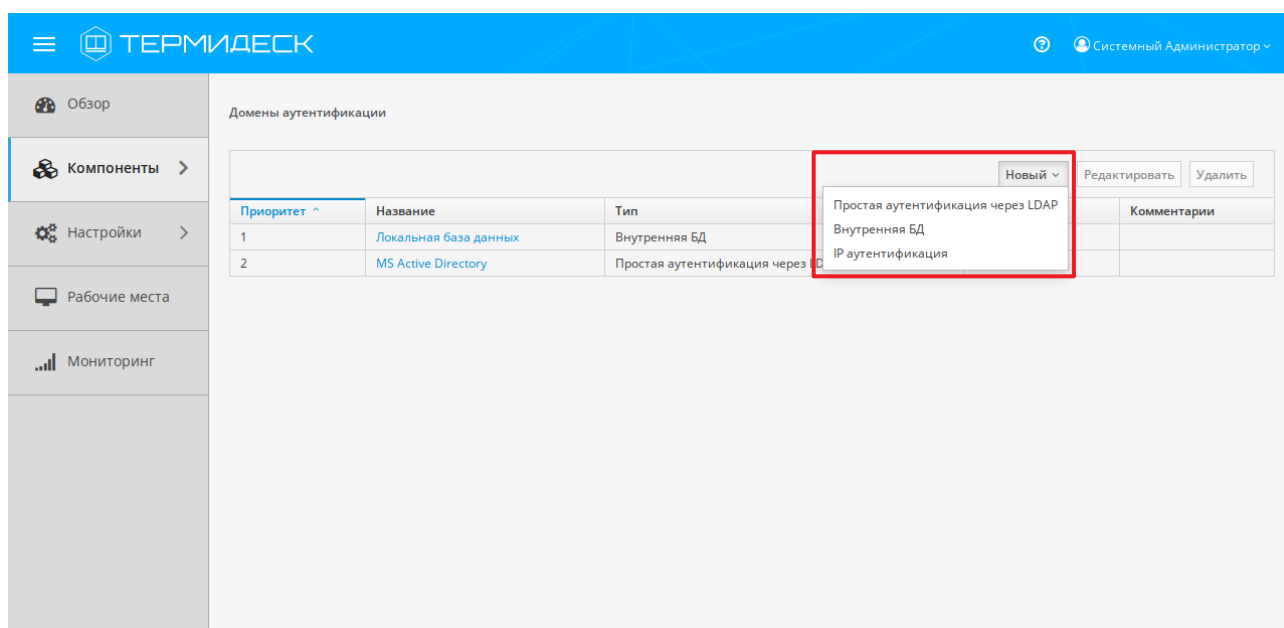 ТЕРМИДЕСК
Системный Администратор
Обзор
Компоненты
Настройки
Рабочие места
Мониторинг
Домены аутентификации
Новый Редактировать Удалить
Простая аутентификация через LDAP
Внутренняя БД
IP аутентификация
Приоритет Название Тип Комментарии
1 Локальная база данных Внутренняя БД
2 MS Active Directory Простая аутентификация через